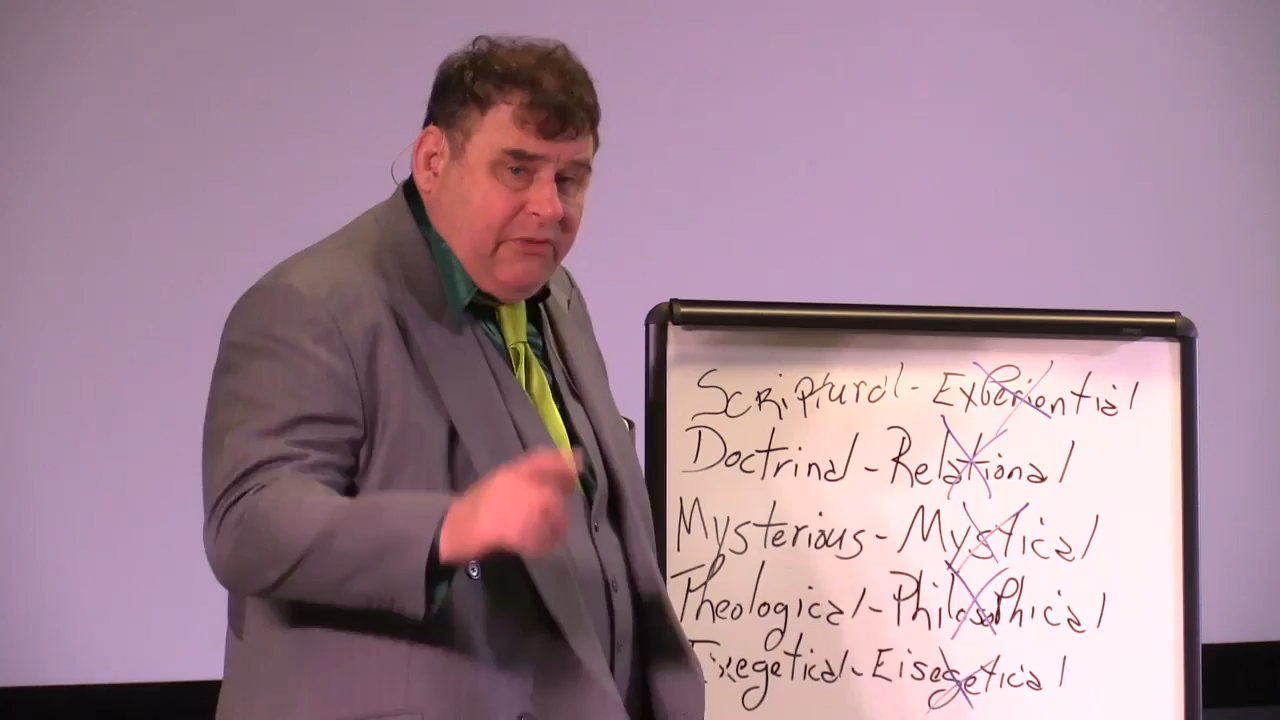 Scriptural - Experiential
Doctrinal - Relational
Mysterious - Mystical
Theological - Philosophical
Exegetical - Eisegetical